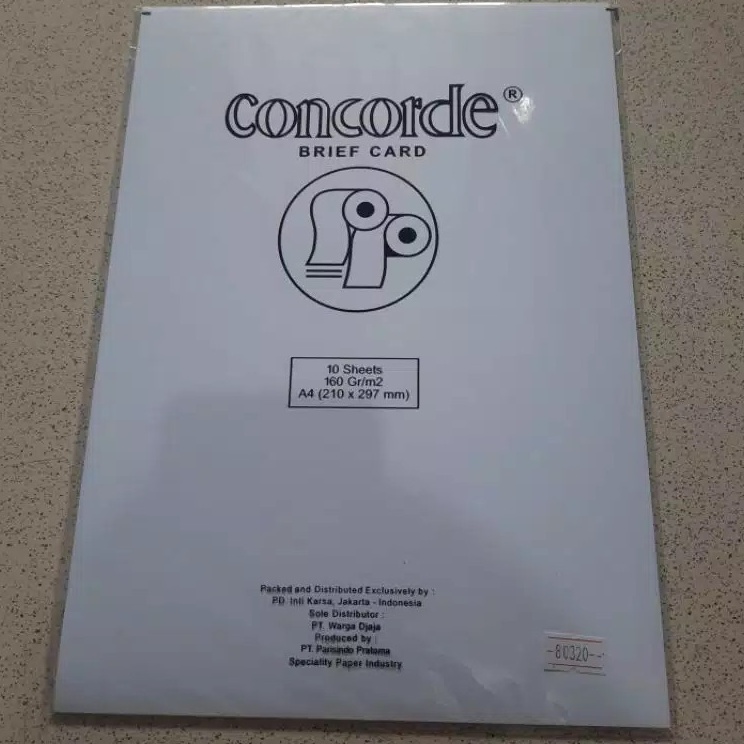 concorde®
BRIEF CARD
10 Sheets
160 Gr/m2
A4 (210 x 297 mm)
Packed and Distributed Exclusively by :
PD. Inti Karsa, Jakarta - Indonesia
Sole Distributor :
PT. Warga Djaja
Produced by :
PT. Parisindo Pratama
Speciality Paper Industry
-80320--